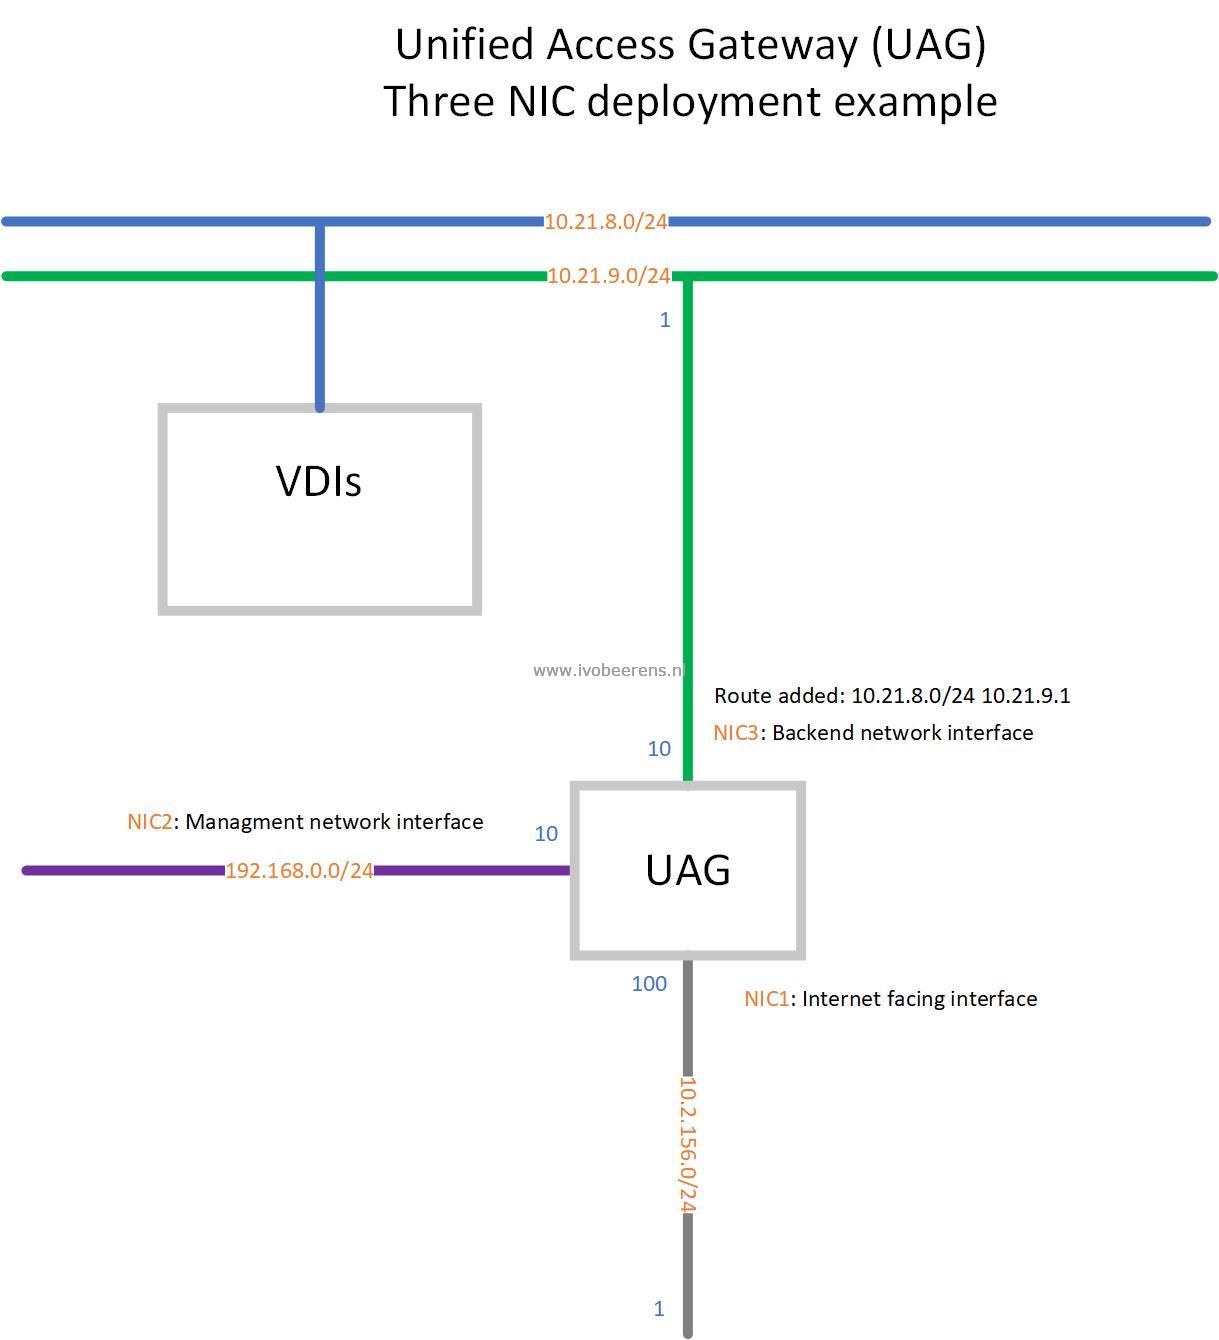 Unified Access Gateway (UAG)
Three NIC deployment example
10.21.8.0/24
10.21.9.0/24
1
VDIs
www.ivobeerens.nl
Route added: 10.21.8.0/24 10.21.9.1
NIC3: Backend network interface
10
NIC2: Managment network interface
10
192.168.0.0/24
UAG
100
NIC1: Internet facing interface
10.2.156.0/24
1